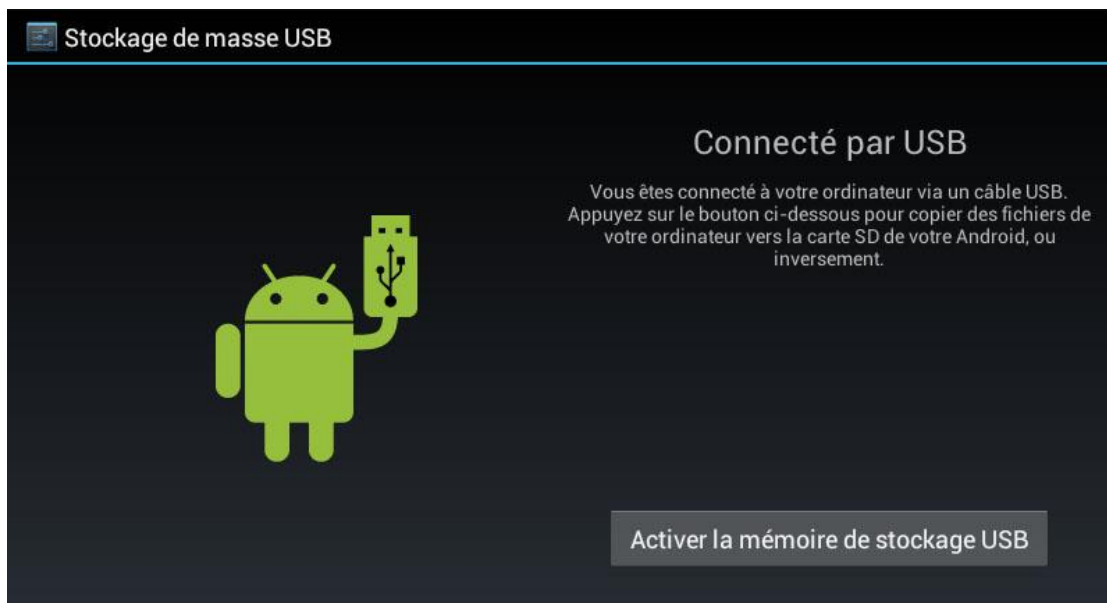 Stockage de masse USB
Connecté par USB
Vous êtes connecté à votre ordinateur via un câble USB.
Appuyez sur le bouton ci-dessous pour copier des fichiers de
votre ordinateur vers la carte SD de votre Android, ou
inversement.
Activer la mémoire de stockage USB